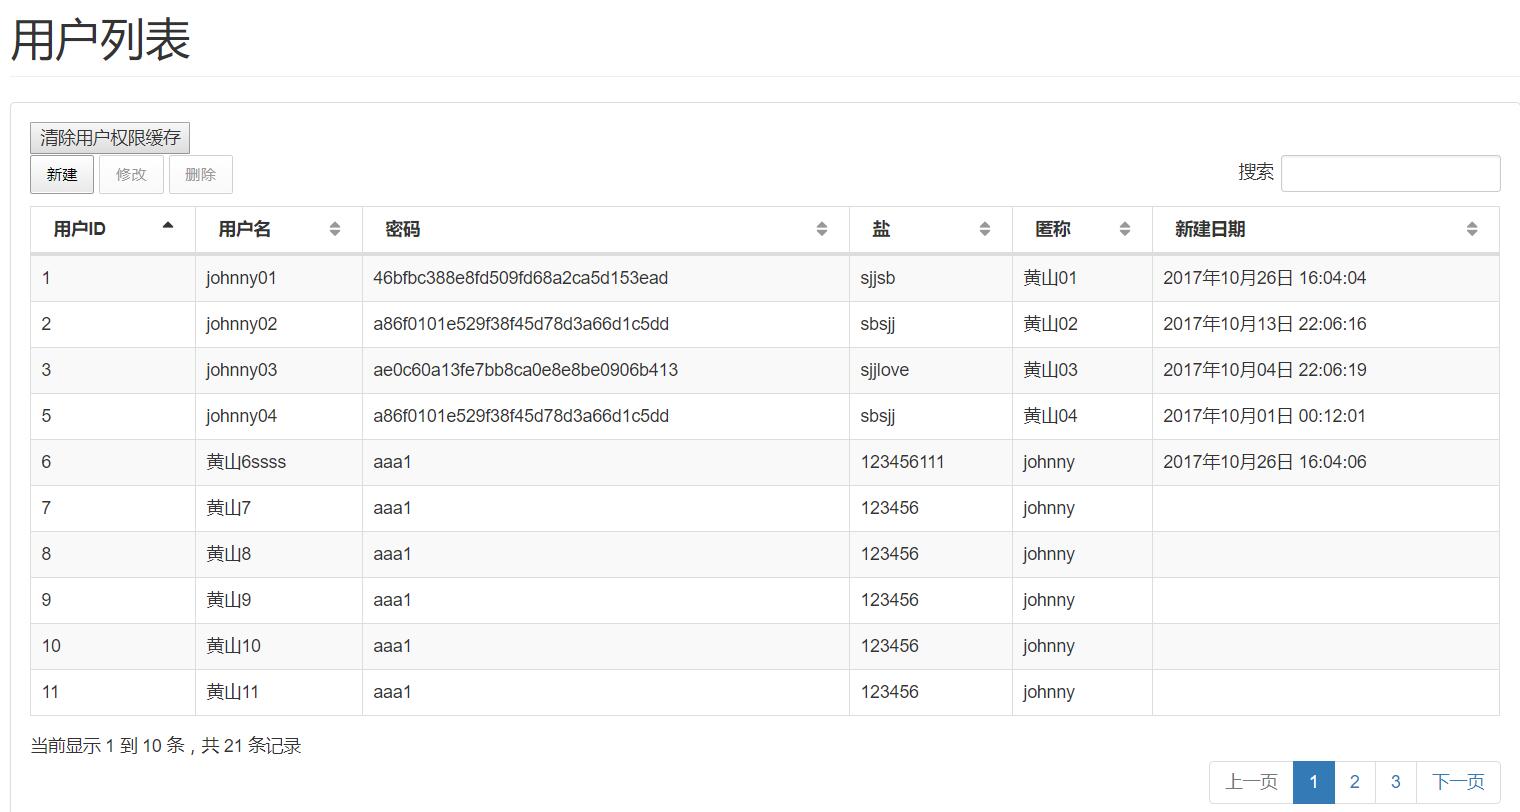 用户列表
清除用户权限缓存
新建 修改 删除 搜索
用户ID 用户名 密码 盐 匿称 新建日期
1 johnny01 46bfbc388e8fd509fd68a2ca5d153ead sjjsb 黄山01 2017年10月26日 16:04:04
2 johnny02 a86f0101e529f38f45d78d3a66d1c5dd sbsjj 黄山02 2017年10月13日 22:06:16
3 johnny03 ae0c60a13fe7bb8ca0e8e8be0906b413 sjjlove 黄山03 2017年10月04日 22:06:19
5 johnny04 a86f0101e529f38f45d78d3a66d1c5dd sbsjj 黄山04 2017年10月01日 00:12:01
6 黄山6ssss aaa1 123456111 johnny 2017年10月26日 16:04:06
7 黄山7 aaa1 123456 johnny
8 黄山8 aaa1 123456 johnny
9 黄山9 aaa1 123456 johnny
10 黄山10 aaa1 123456 johnny
11 黄山11 aaa1 123456 johnny
当前显示 1 到 10 条，共 21 条记录
上一页 1 2 3 下一页